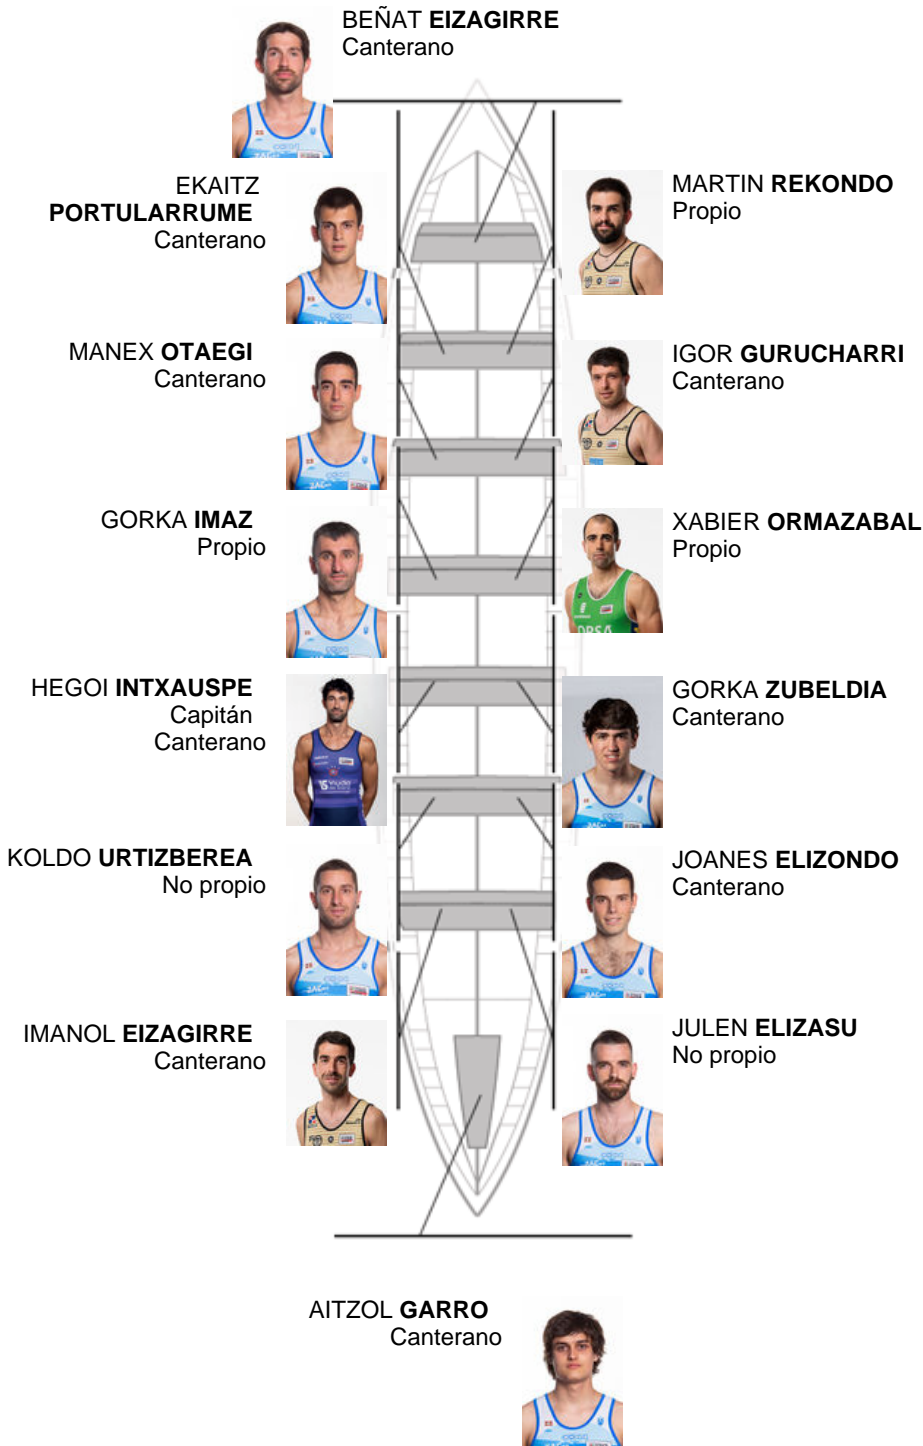 BEÑAT EIZAGIRRE
Canterano
EKAITZ
PORTULARRUME
Canterano
MARTIN REKONDO
Propio
MANEX OTAEGI
Canterano
IGOR GURUCHARRI
Canterano
GORKA IMAZ
Propio
XABIER ORMAZABAL
Propio
HEGOI INTXAUSPE
Capitán
Canterano
GORKA ZUBELDIA
Canterano
KOLDO URTIZBEREA
No propio
JOANES ELIZONDO
Canterano
IMANOL EIZAGIRRE
Canterano
JULEN ELIZASU
No propio
AITZOL GARRO
Canterano